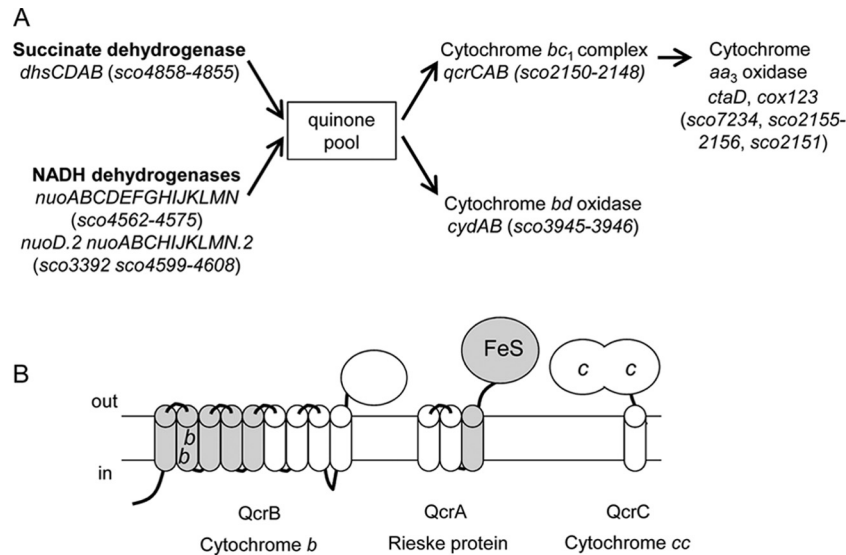 A
Succinate dehydrogenase
dhsCDAB (sco4858-4855)
NADH dehydrogenases
nuoABCDEFGHIJKLMN
(sco4562-4575)
nuoD.2 nuoABCHIJKLMN.2
(sco3392 sco4599-4608)
quinone
pool
Cytochrome bc1 complex
qcrCAB (sco2150-2148)
Cytochrome
aa3 oxidase
ctaD, cox123
(sco7234, sco2155-
2156, sco2151)
Cytochrome bd oxidase
cydAB (sco3945-3946)
B
out
in
b
b
FeS
c c
QcrB
Cytochrome b
QcrA
Rieske protein
QcrC
Cytochrome cc